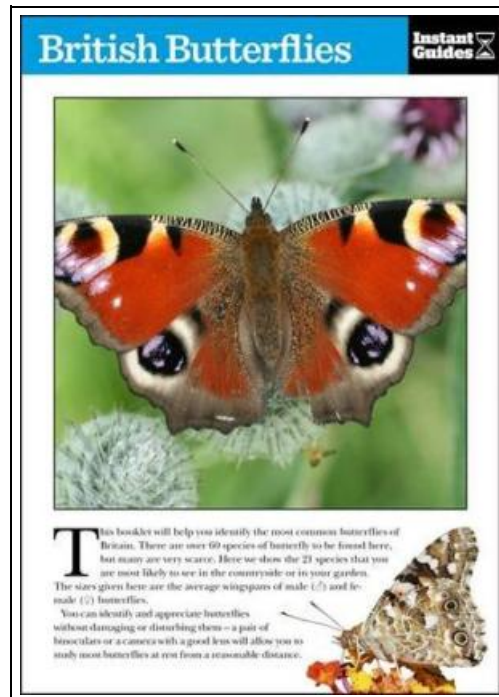 British Butterflies
Instant
Guides
This booklet will help you identify the most common butterflies of
Britain. There are over 60 species of butterfly to be found here,
but many are very scarce. Here we show the 21 species that you
are most likely to see in the countryside or in your garden.
The sizes given here are the average wingspans of male (♂) and fe-
male (♀) butterflies.
You can identify and appreciate butterflies
without damaging or disturbing them – a pair of
binoculars or a camera with a good lens will allow you to
study most butterflies at rest from a reasonable distance.